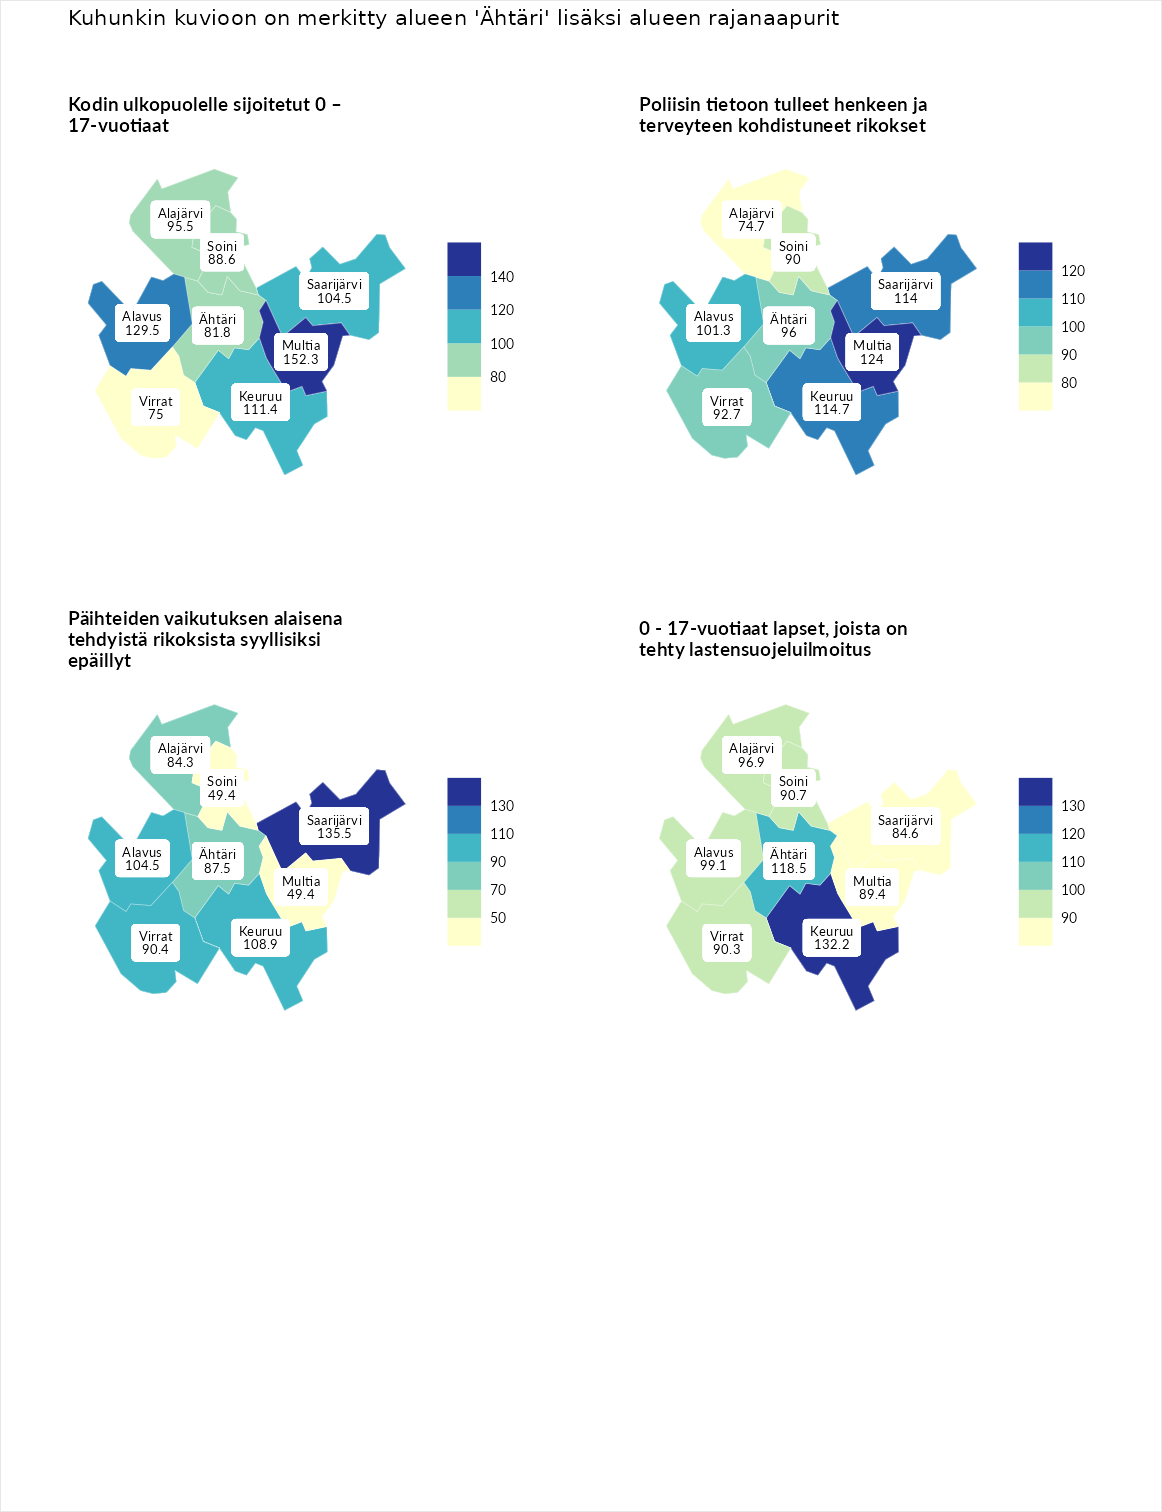 Kuhunkin kuvioon on merkitty alueen 'Ähtäri' lisäksi alueen rajanaapurit
Kodin ulkopuolelle sijoitetut 0 –
17-vuotiaat
Alajärvi
95.5
Soini
88.6
Saarijärvi
104.5
Alavus
129.5
Ähtäri
81.8
Multia
152.3
Virrat
75
Keuruu
111.4
140
120
100
80
Poliisin tietoon tulleet henkeen ja
terveyteen kohdistuneet rikokset
Alajärvi
74.7
Soini
90
Saarijärvi
114
Alavus
101.3
Ähtäri
96
Multia
124
Virrat
92.7
Keuruu
114.7
120
110
100
90
80
Päihteiden vaikutuksen alaisena
tehdyistä rikoksista syyllisiksi
epäillyt
Alajärvi
84.3
Soini
49.4
Saarijärvi
135.5
Alavus
104.5
Ähtäri
87.5
Multia
49.4
Virrat
90.4
Keuruu
108.9
130
110
90
70
50
0 - 17-vuotiaat lapset, joista on
tehty lastensuojeluilmoitus
Alajärvi
96.9
Soini
90.7
Saarijärvi
84.6
Alavus
99.1
Ähtäri
118.5
Multia
89.4
Virrat
90.3
Keuruu
132.2
130
120
110
100
90